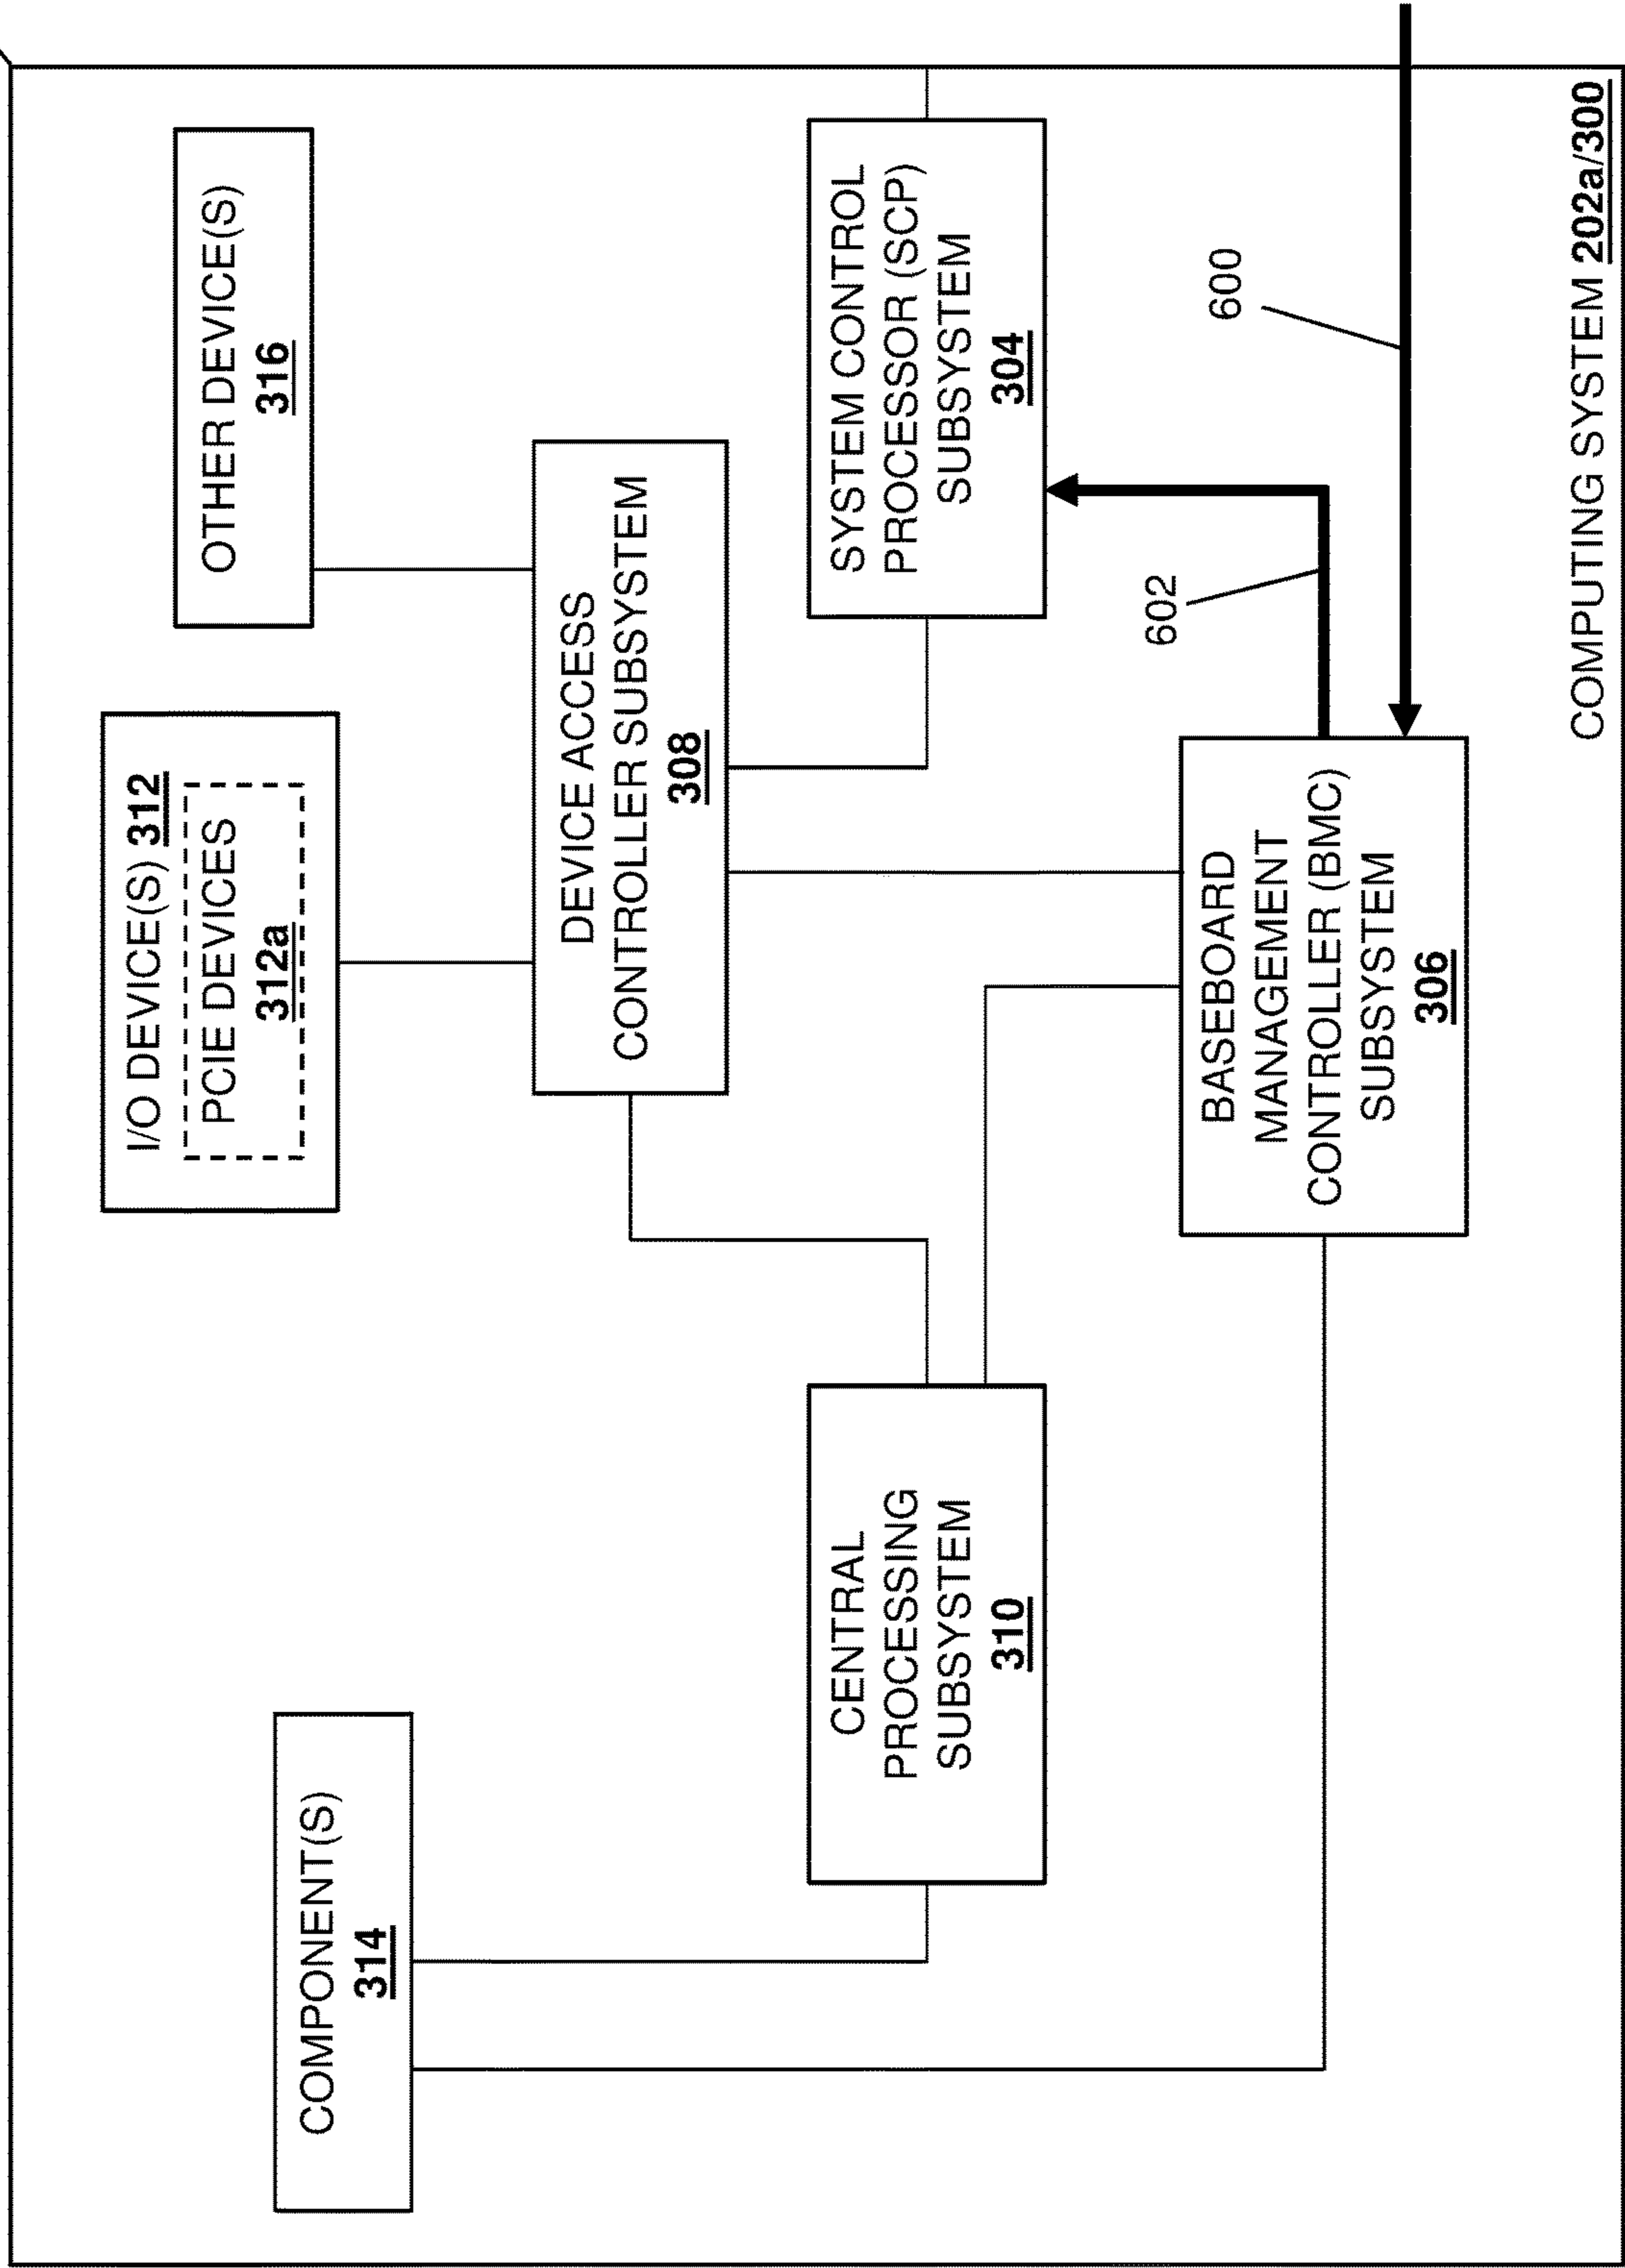 I/O DEVICE(S) 312
PCIE DEVICES
312a
OTHER DEVICE(S)
316
COMPONENT(S)
314
DEVICE ACCESS
CONTROLLER SUBSYSTEM
308
CENTRAL
PROCESSING
SUBSYSTEM
310
SYSTEM CONTROL
PROCESSOR (SCP)
SUBSYSTEM
304
602
600
BASEBOARD
MANAGEMENT
CONTROLLER (BMC)
SUBSYSTEM
306
COMPUTING SYSTEM 202a/300